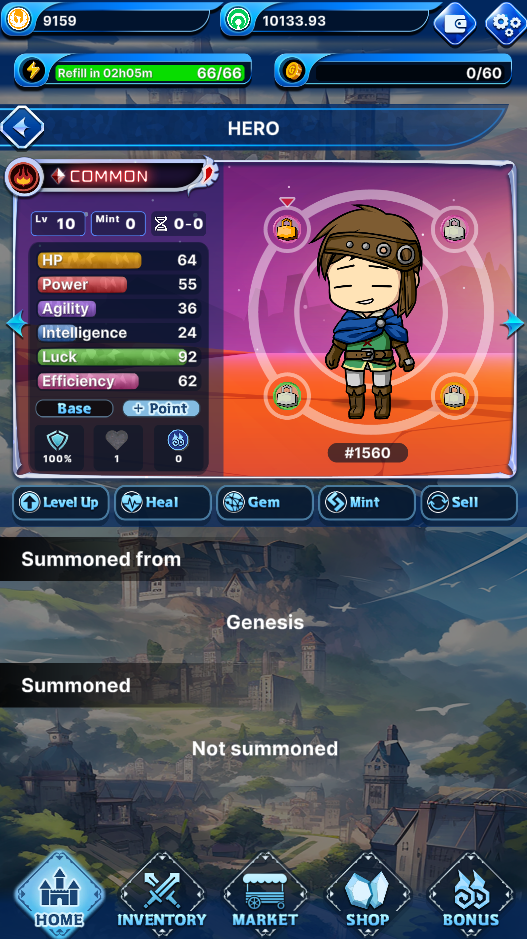 9159
10133.93
Refill in 02h05m 66/66
0/60
HERO
COMMON
Lv 10 Mint 0 0-0
HP 64
Power 55
Agility 36
Intelligence 24
Luck 92
Efficiency 62
Base + Point
100% 1 0
#1560
Level Up Heal Gem Mint Sell
Summoned from
Genesis
Summoned
Not summoned
HOME INVENTORY MARKET SHOP BONUS